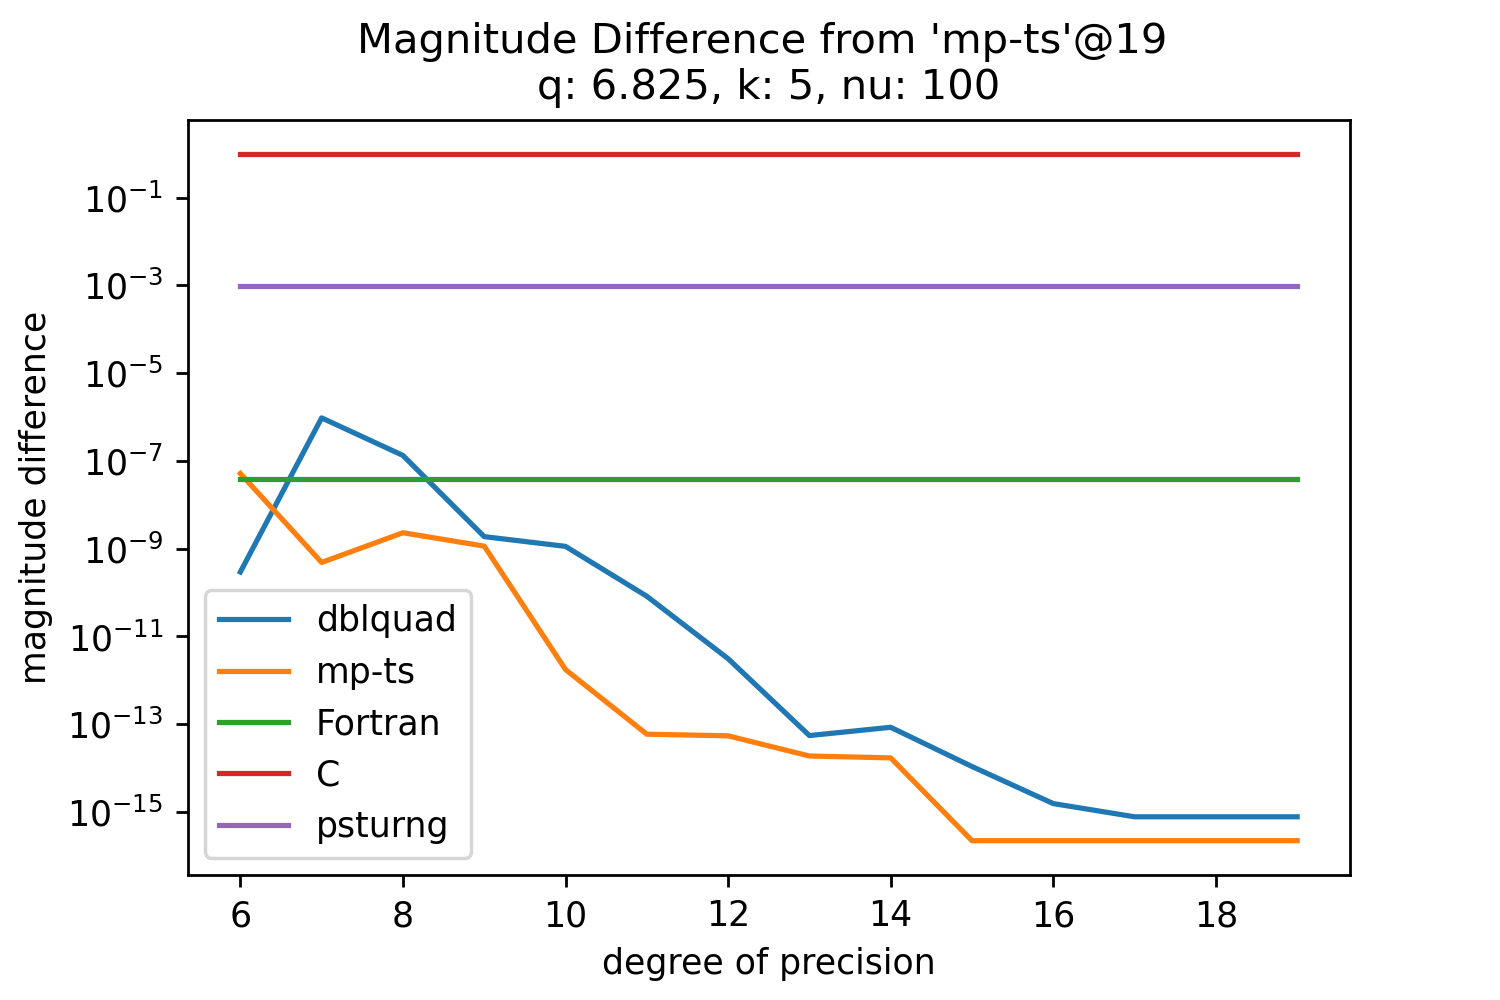 Magnitude Difference from 'mp-ts'@19
q: 6.825, k: 5, nu: 100
magnitude difference
10⁻¹
10⁻³
10⁻⁵
10⁻⁷
10⁻⁹
10⁻¹¹
10⁻¹³
10⁻¹⁵
dblquad
mp-ts
Fortran
C
psturng
6 8 10 12 14 16 18
degree of precision